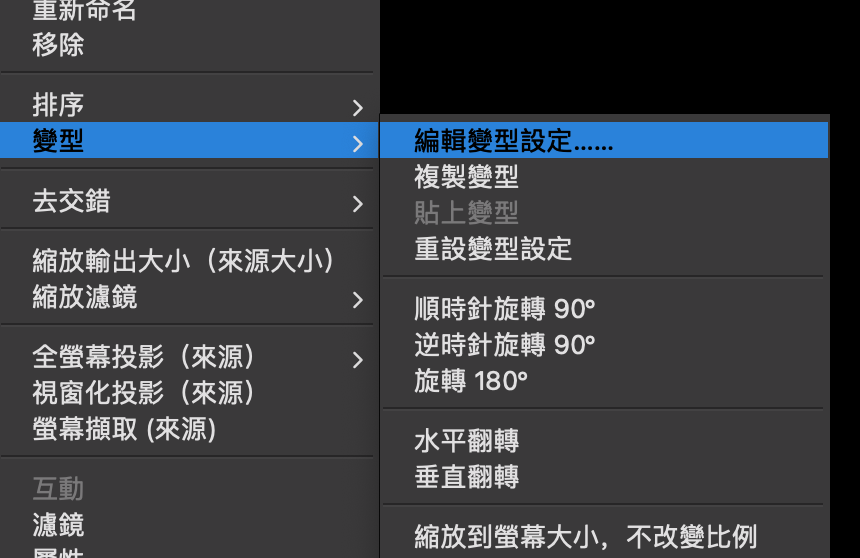 重新命名
移除
排序
變型
去交錯
縮放輸出大小（來源大小）
縮放濾鏡
全螢幕投影（來源）
視窗化投影（來源）
螢幕擷取 (來源)
互動
濾鏡
屬性
編輯變型設定......
複製變型
貼上變型
重設變型設定
順時針旋轉 90°
逆時針旋轉 90°
旋轉 180°
水平翻轉
垂直翻轉
縮放到螢幕大小，不改變比例